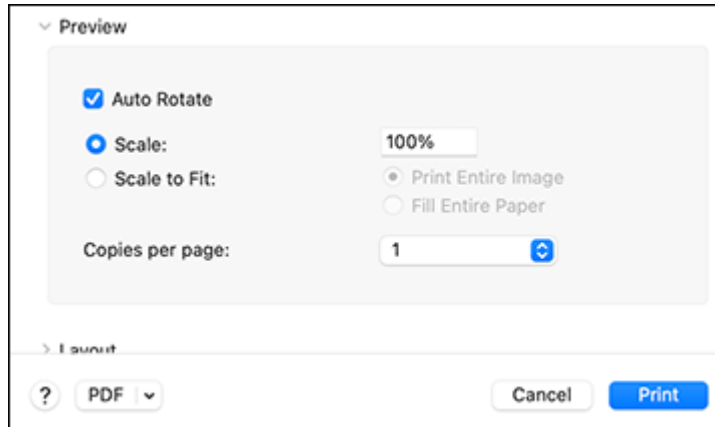 Preview
Auto Rotate
Scale: 100%
Scale to Fit: Print Entire Image
Fill Entire Paper
Copies per page: 1
Layout
? PDF Cancel Print